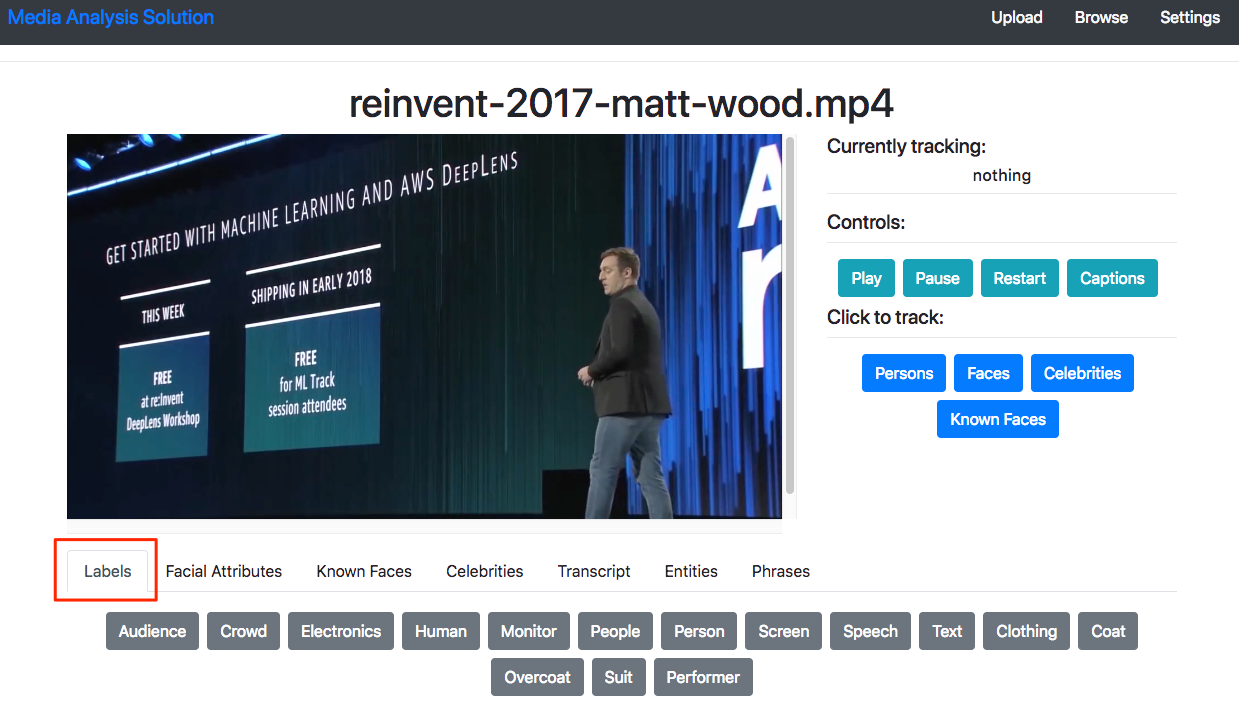 Media Analysis Solution Upload Browse Settings
reinvent-2017-matt-wood.mp4
GET STARTED WITH MACHINE LEARNING AND AWS DEEPLENS
THIS WEEK
FREE
at re:Invent
DeepLens Workshop
SHIPPING IN EARLY 2018
FREE
for ML Track
session attendees
A
r
Currently tracking:
nothing
Controls:
Play Pause Restart Captions
Click to track:
Persons Faces Celebrities
Known Faces
Labels Facial Attributes Known Faces Celebrities Transcript Entities Phrases
Audience Crowd Electronics Human Monitor People Person Screen Speech Text Clothing Coat
Overcoat Suit Performer